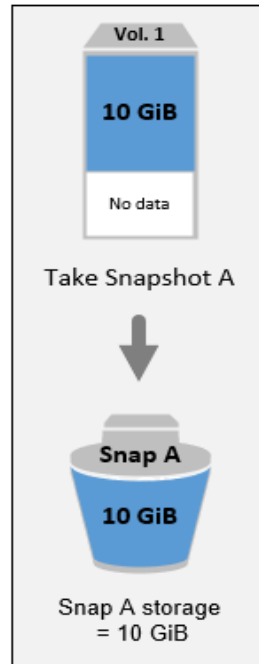 Vol. 1
10 GiB
No data
Take Snapshot A
Snap A
10 GiB
Snap A storage
= 10 GiB